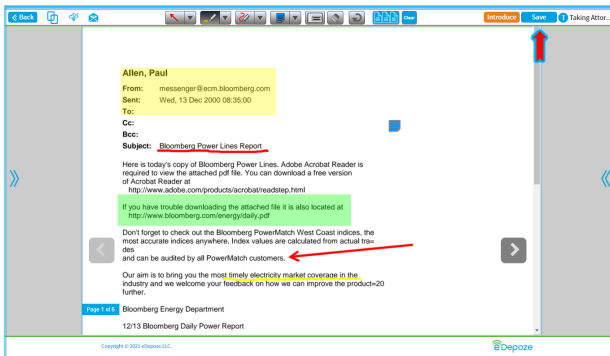 Back
Clear
Introduce
Save
T Taking Attor...
Allen, Paul
From: messenger@ecm.bloomberg.com
Sent: Wed, 13 Dec 2000 08:35:00
To:
Cc:
Bcc:
Subject: Bloomberg Power Lines Report
Here is today's copy of Bloomberg Power Lines. Adobe Acrobat Reader is
required to view the attached pdf file. You can download a free version
of Acrobat Reader at
http://www.adobe.com/products/acrobat/readstep.html
If you have trouble downloading the attached file it is also located at
http://www.bloomberg.com/energy/daily.pdf
Don't forget to check out the Bloomberg PowerMatch West Coast indices, the
most accurate indices anywhere. Index values are calculated from actual tra=
des
and can be audited by all PowerMatch customers.
Our aim is to bring you the most timely electricity market coverage in the
industry and we welcome your feedback on how we can improve the product=20
further.
Page 1 of 6
Bloomberg Energy Department
12/13 Bloomberg Daily Power Report
Copyright © 2023 eDepoze,LLC.
eDepoze